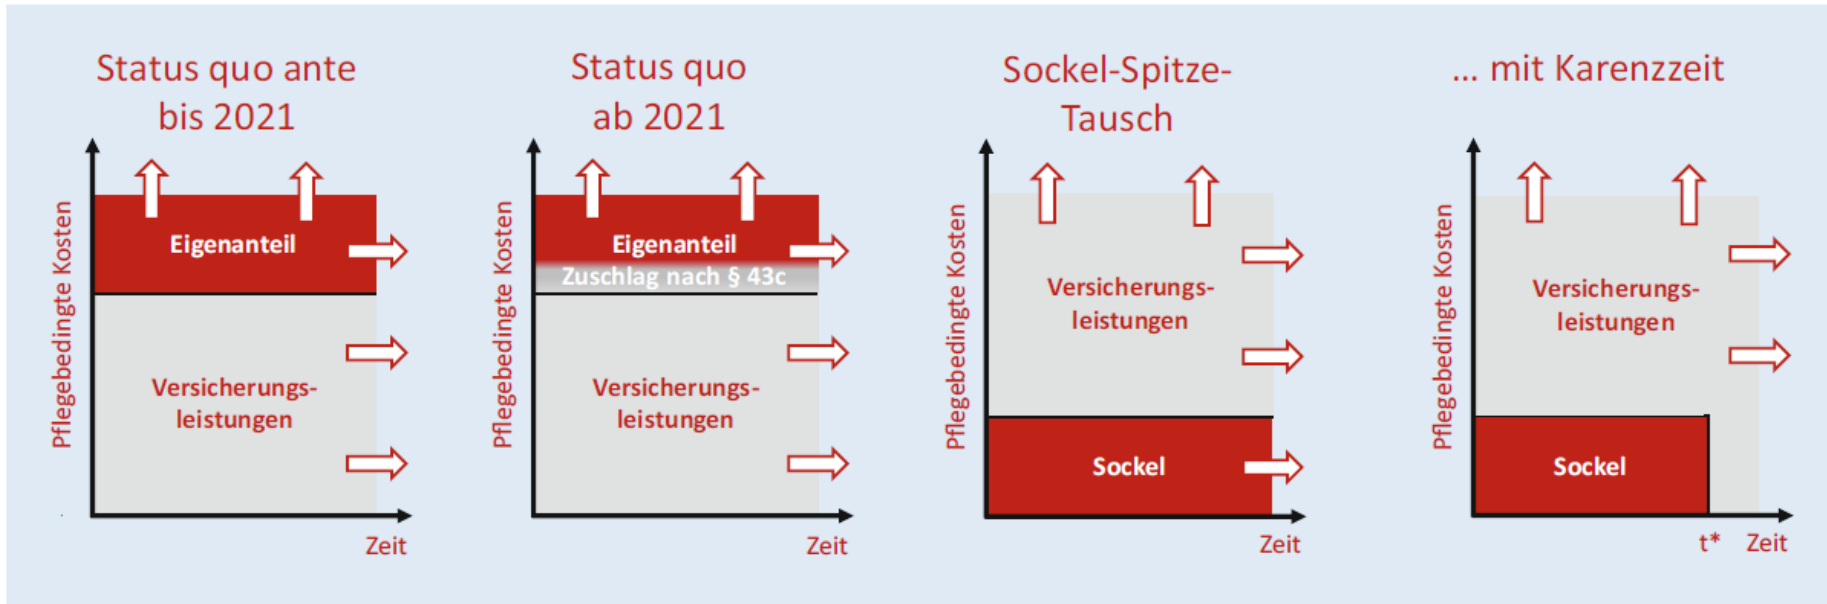 Status quo ante
bis 2021
Pflegebedingte Kosten
Eigenanteil
Versicherungs-
leistungen
Zeit
Status quo
ab 2021
Pflegebedingte Kosten
Eigenanteil
Zuschlag nach § 43c
Versicherungs-
leistungen
Zeit
Sockel-Spitze-
Tausch
Pflegebedingte Kosten
Versicherungs-
leistungen
Sockel
Zeit
... mit Karenzzeit
Pflegebedingte Kosten
Versicherungs-
leistungen
Sockel
t*
Zeit